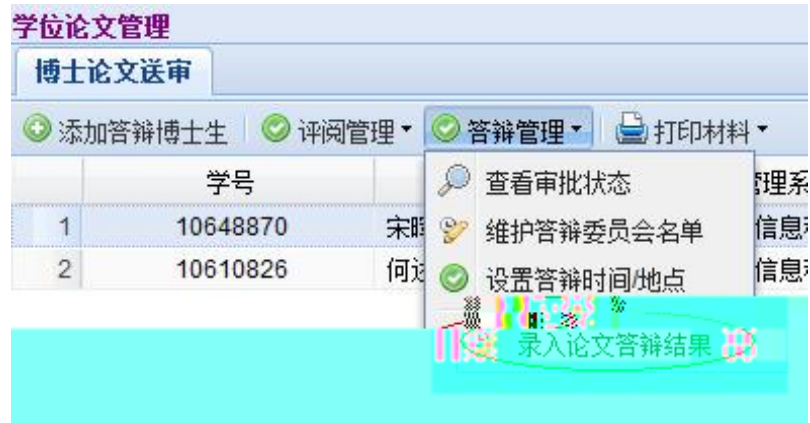 学位论文管理
博士论文送审
添加答辩博士生 评阅管理 答辩管理 打印材料
学号 管理系
1 10648870 宋 信息
2 10610826 何 信息
查看审批状态
维护答辩委员会名单
设置答辩时间/地点
录入论文答辩结果